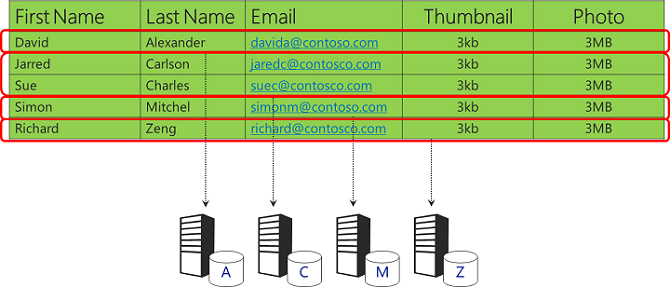 First Name Last Name Email Thumbnail Photo
David Alexander davida@contoso.com 3kb 3MB
Jarred Carlson jaredc@contosco.com 3kb 3MB
Sue Charles suec@contosco.com 3kb 3MB
Simon Mitchel simonm@contoso.com 3kb 3MB
Richard Zeng richard@contosco.com 3kb 3MB
A C M Z